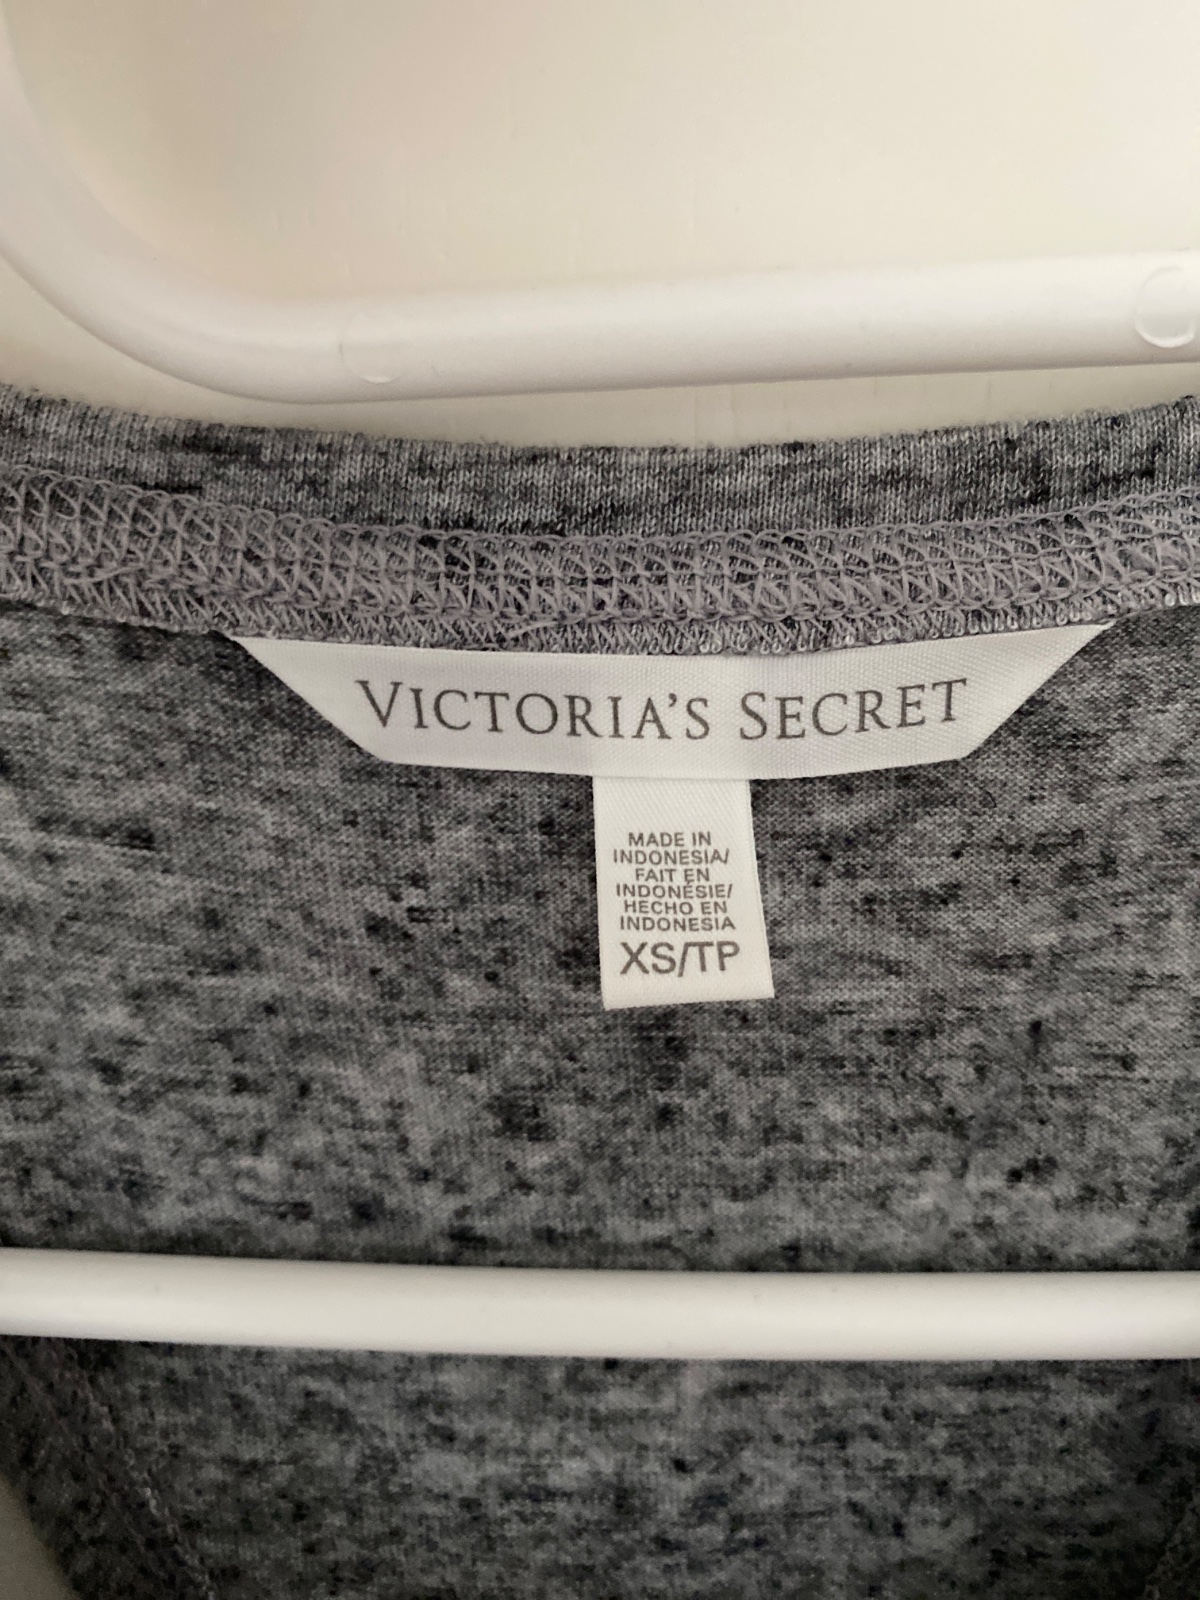 VICTORIA'S SECRET
MADE IN
INDONESIA/
FAIT EN
INDONÉSIE/
HECHO EN
INDONESIA
XS/TP